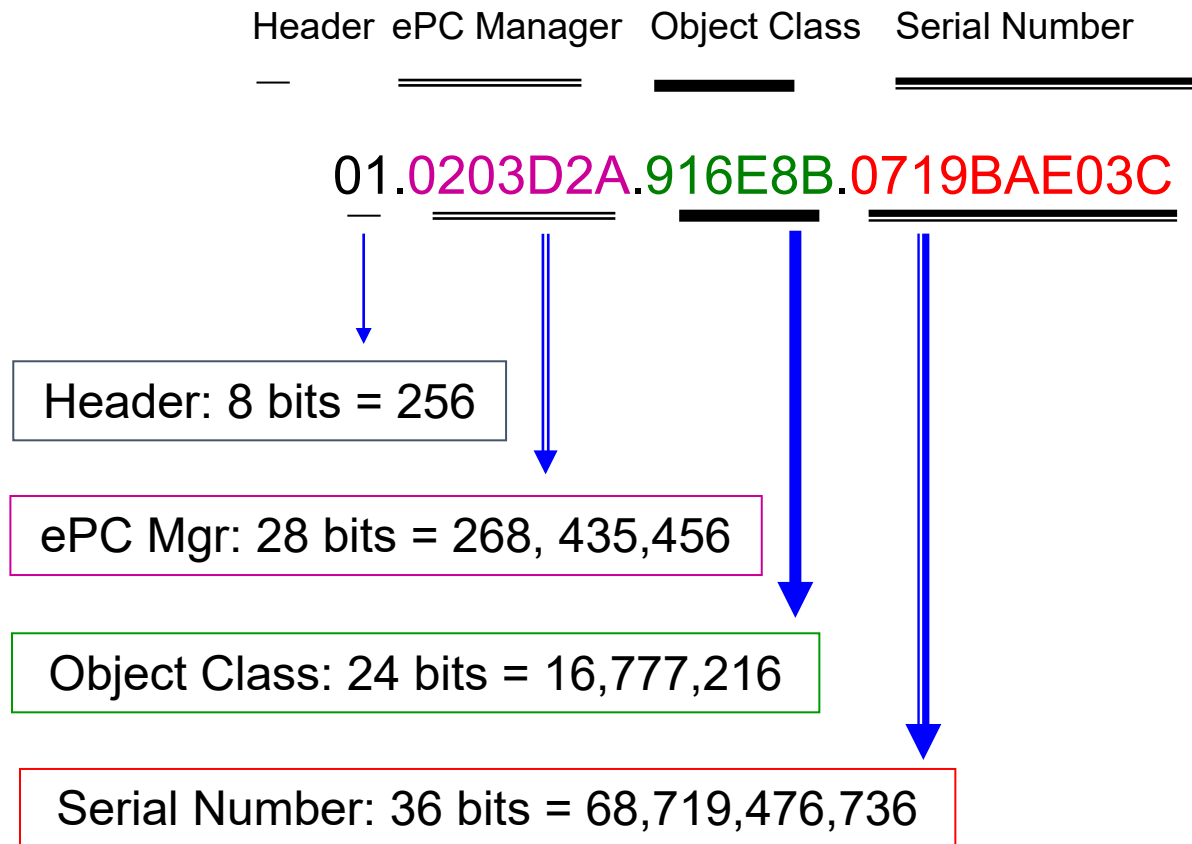 Header ePC Manager Object Class Serial Number
01.0203D2A.916E8B.0719BAE03C
Header: 8 bits = 256
ePC Mgr: 28 bits = 268, 435,456
Object Class: 24 bits = 16,777,216
Serial Number: 36 bits = 68,719,476,736